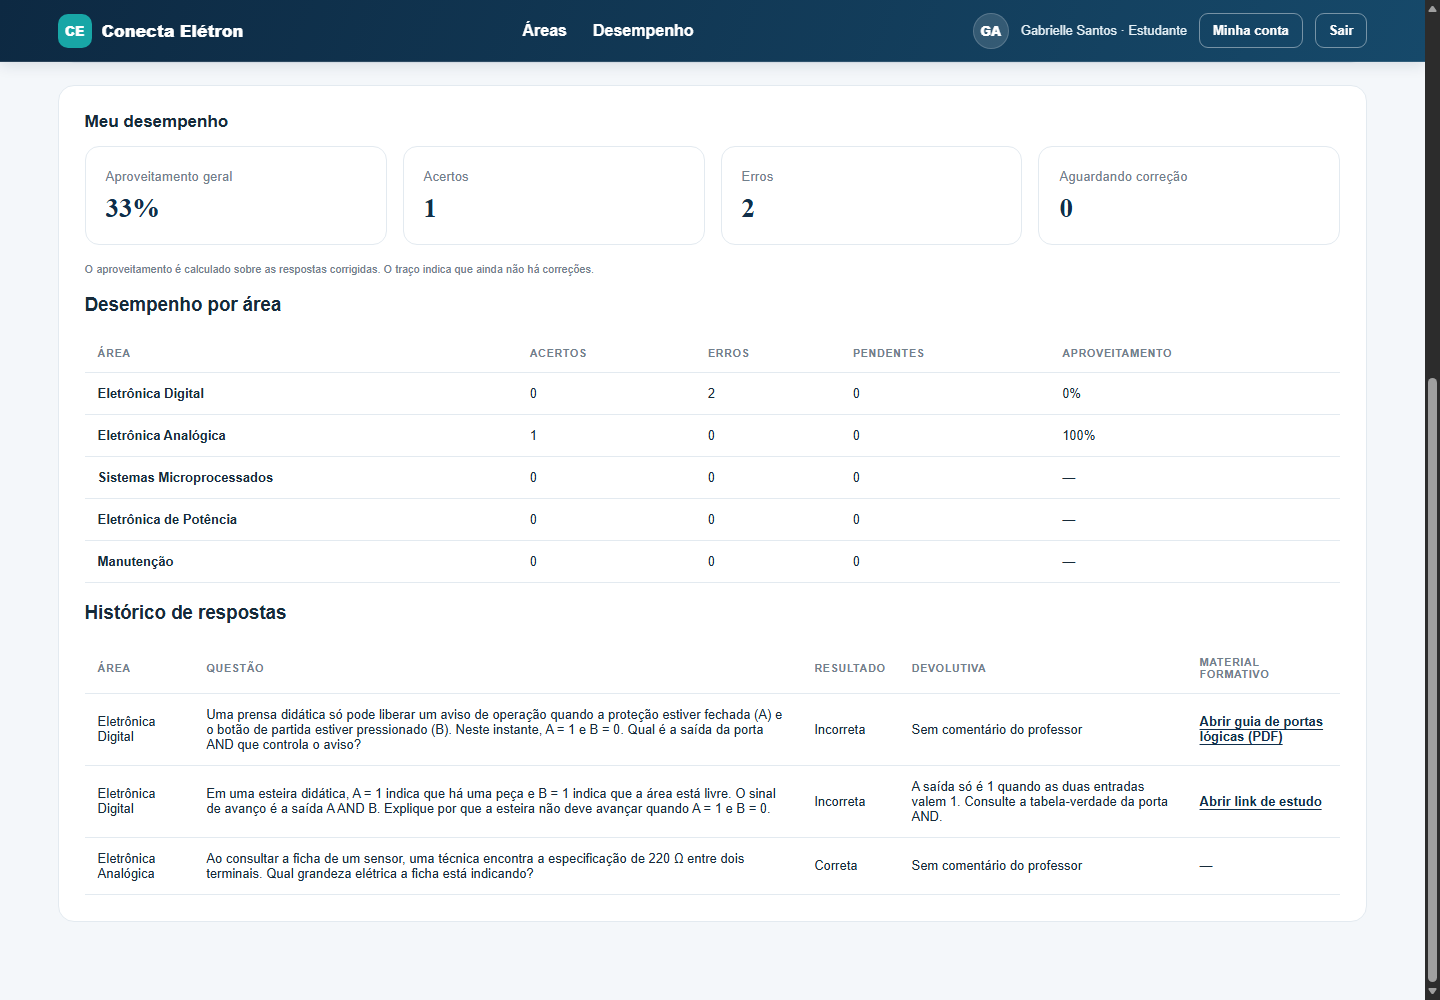 CE Conecta Elétron
Áreas Desempenho
GA Gabrielle Santos · Estudante Minha conta Sair
Meu desempenho
Aproveitamento geral
33%
Acertos
1
Erros
2
Aguardando correção
0
O aproveitamento é calculado sobre as respostas corrigidas. O traço indica que ainda não há correções.
Desempenho por área
ÁREA ACERTOS ERROS PENDENTES APROVEITAMENTO
Eletrônica Digital 0 2 0 0%
Eletrônica Analógica 1 0 0 100%
Sistemas Microprocessados 0 0 0 —
Eletrônica de Potência 0 0 0 —
Manutenção 0 0 0 —
Histórico de respostas
ÁREA QUESTÃO RESULTADO DEVOLUTIVA MATERIAL
FORMATIVO
Eletrônica
Digital
Uma prensa didática só pode liberar um aviso de operação quando a proteção estiver fechada (A) e
o botão de partida estiver pressionado (B). Neste instante, A = 1 e B = 0. Qual é a saída da porta
AND que controla o aviso?
Incorreta
Sem comentário do professor
Abrir guia de portas
lógicas (PDF)
Eletrônica
Digital
Em uma esteira didática, A = 1 indica que há uma peça e B = 1 indica que a área está livre. O sinal
de avanço é a saída A AND B. Explique por que a esteira não deve avançar quando A = 1 e B = 0.
Incorreta
A saída só é 1 quando as duas entradas
valem 1. Consulte a tabela-verdade da porta
AND.
Abrir link de estudo
Eletrônica
Analógica
Ao consultar a ficha de um sensor, uma técnica encontra a especificação de 220 Ω entre dois
terminais. Qual grandeza elétrica a ficha está indicando?
Correta
Sem comentário do professor
—